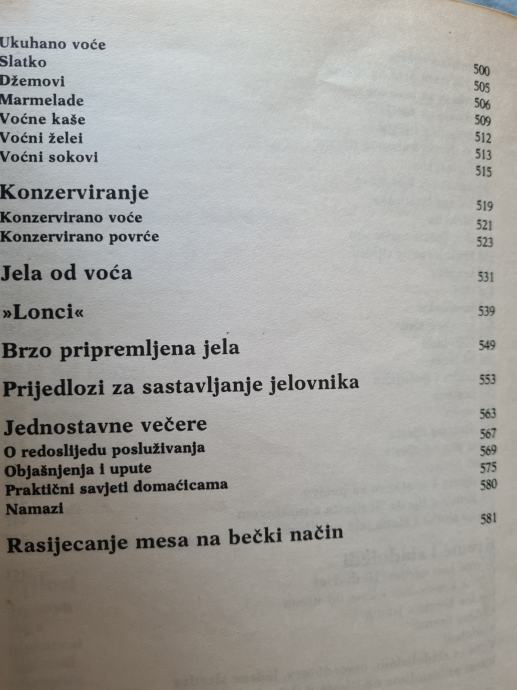 Ukuhano voće 500
Slatko 505
Džemovi 506
Marmelade 509
Voćne kaše 512
Voćni želei 513
Voćni sokovi 515
Konzerviranje 519
Konzervirano voće 521
Konzervirano povrće 523
Jela od voća 531
»Lonci« 539
Brzo pripremljena jela 549
Prijedlozi za sastavljanje jelovnika 553
Jednostavne večere 563
O redoslijedu posluživanja 567
Objašnjenja i upute 569
Praktični savjeti domaćicama 575
Namazi 580
Rasijecanje mesa na bečki način 581